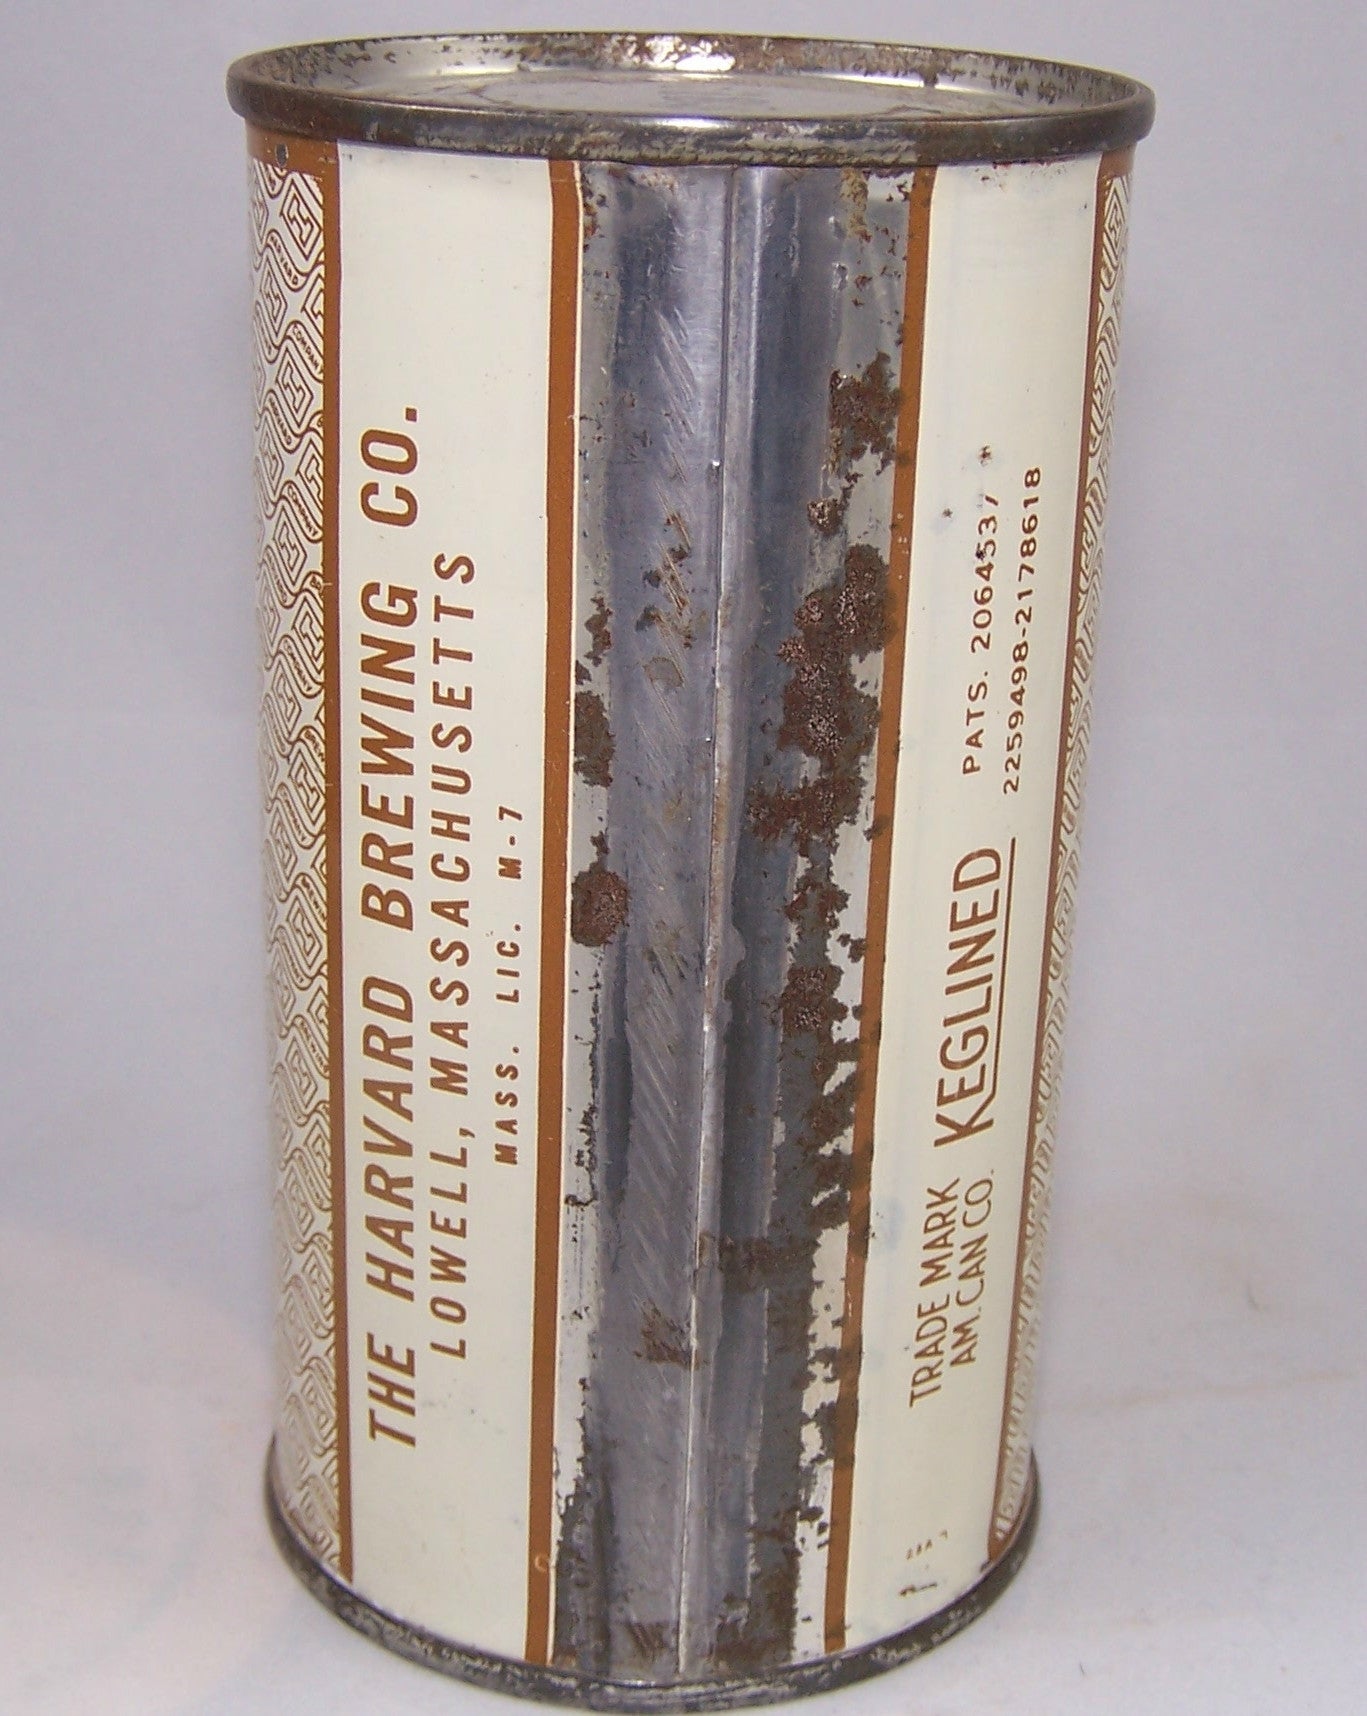 THE HARVARD BREWING CO.
LOWELL, MASSACHUSETTS
MASS. LIC. M-7
TRADE MARK
AM. CAN CO.
KEGLINED
PATS. 2064537
2259498-2178618